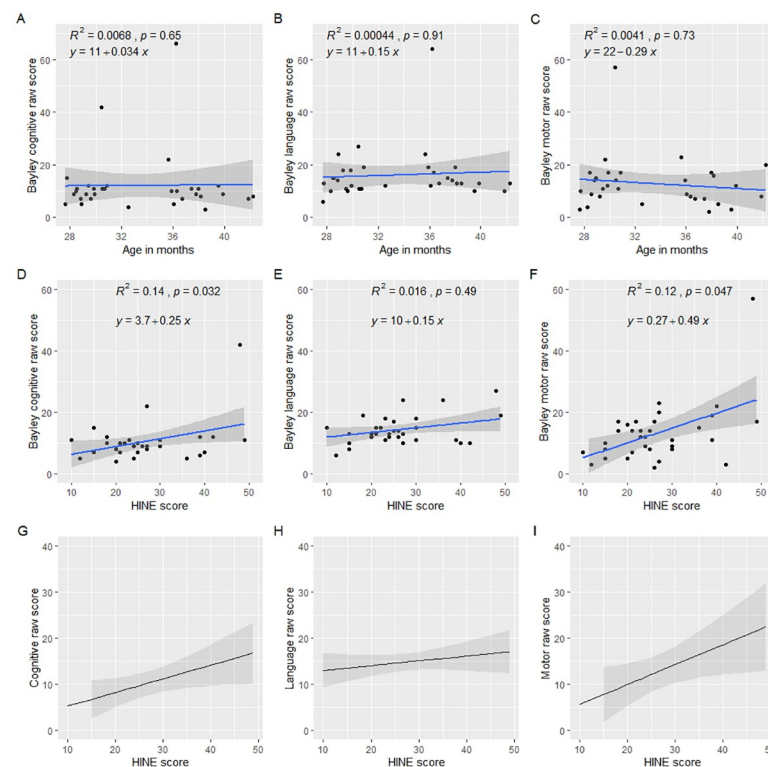 A
R² = 0.0068 , p = 0.65
y = 11 + 0.034 x
Bayley cognitive raw score
60
40
20
0
28 32 36 40
Age in months
B
R² = 0.00044 , p = 0.91
y = 11 + 0.15 x
Bayley language raw score
60
40
20
0
28 32 36 40
Age in months
C
R² = 0.0041 , p = 0.73
y = 22 − 0.29 x
Bayley motor raw score
60
40
20
0
28 32 36 40
Age in months
D
R² = 0.14 , p = 0.032
y = 3.7 + 0.25 x
Bayley cognitive raw score
60
40
20
0
10 20 30 40 50
HINE score
E
R² = 0.016 , p = 0.49
y = 10 + 0.15 x
Bayley language raw score
60
40
20
0
10 20 30 40 50
HINE score
F
R² = 0.12 , p = 0.047
y = 0.27 + 0.49 x
Bayley motor raw score
60
40
20
0
10 20 30 40 50
HINE score
G
Cognitive raw score
40
30
20
10
0
10 20 30 40 50
HINE score
H
Language raw score
40
30
20
10
0
10 20 30 40 50
HINE score
I
Motor raw score
40
30
20
10
0
10 20 30 40
HINE score